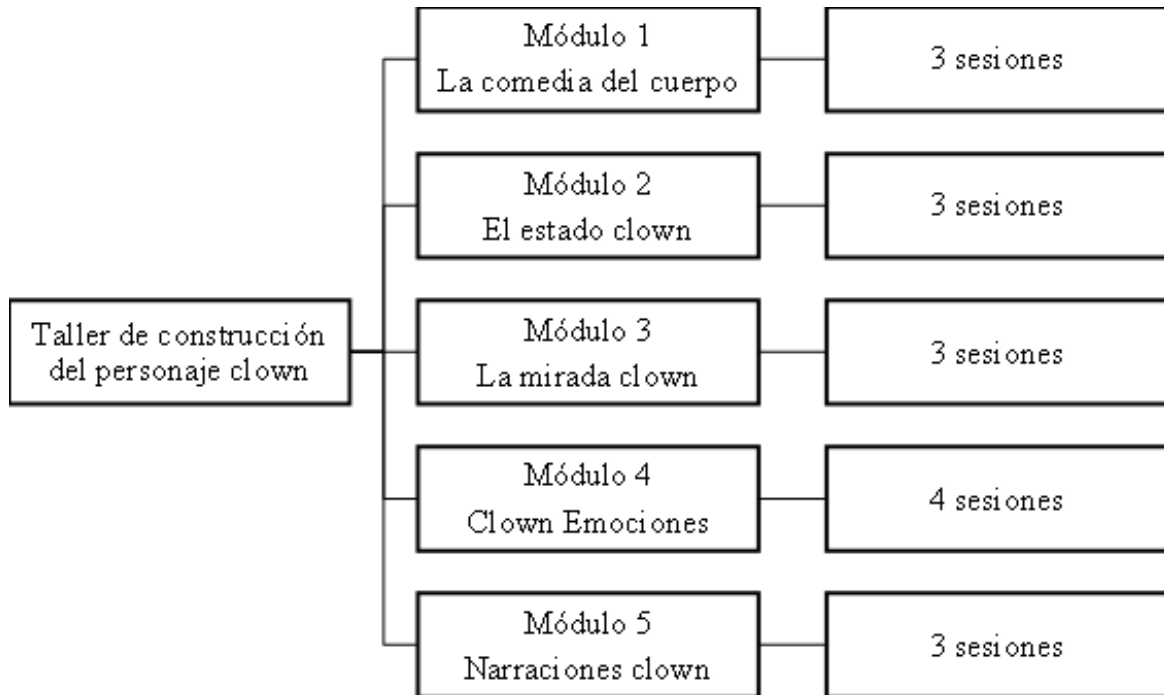 Módulo 1
La comedia del cuerpo
3 sesiones
Módulo 2
El estado clown
3 sesiones
Taller de construcción
del personaje clown
Módulo 3
La mirada clown
3 sesiones
Módulo 4
Clown Emociones
4 sesiones
Módulo 5
Narraciones clown
3 sesiones